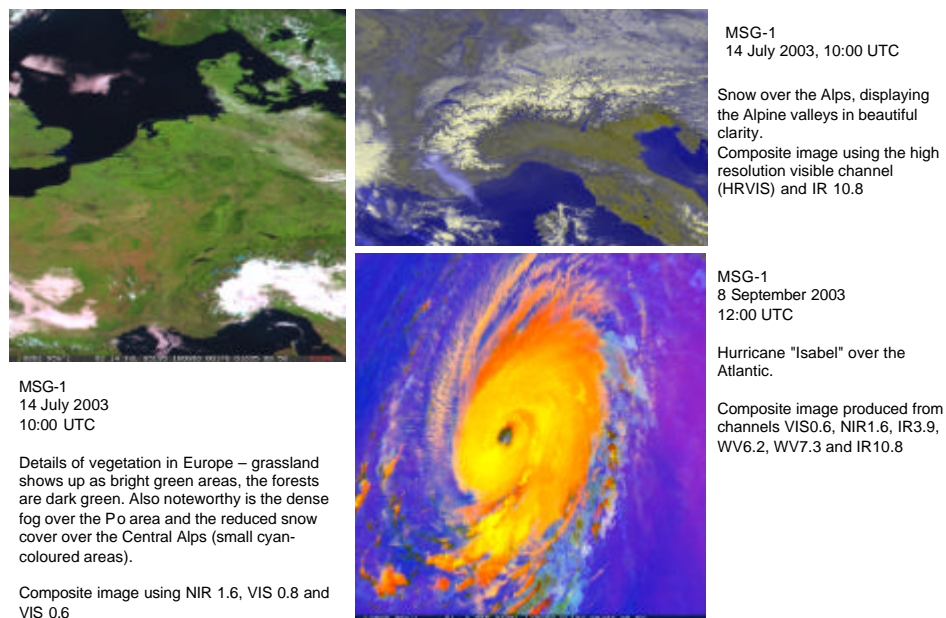 MSG-1
14 July 2003, 10:00 UTC
Snow over the Alps, displaying
the Alpine valleys in beautiful
clarity.
Composite image using the high
resolution visible channel
(HRVIS) and IR 10.8
MSG-1
8 September 2003
12:00 UTC
Hurricane "Isabel" over the
Atlantic.
Composite image produced from
channels VIS0.6, NIR1.6, IR3.9,
WV6.2, WV7.3 and IR10.8
MSG-1
14 July 2003
10:00 UTC
Details of vegetation in Europe – grassland
shows up as bright green areas, the forests
are dark green. Also noteworthy is the dense
fog over the Po area and the reduced snow
cover over the Central Alps (small cyan-
coloured areas).
Composite image using NIR 1.6, VIS 0.8 and
VIS 0.6